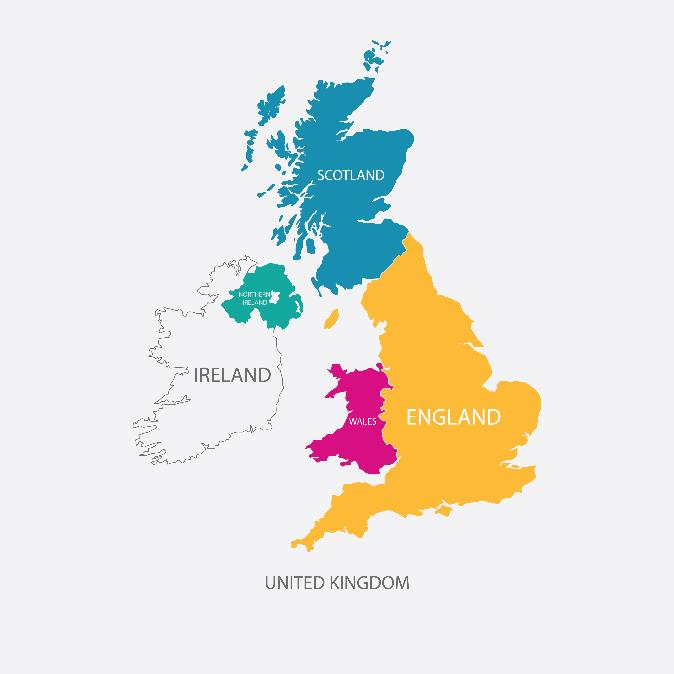 SCOTLAND
NORTHERN
IRELAND
IRELAND
WALES
ENGLAND
UNITED KINGDOM